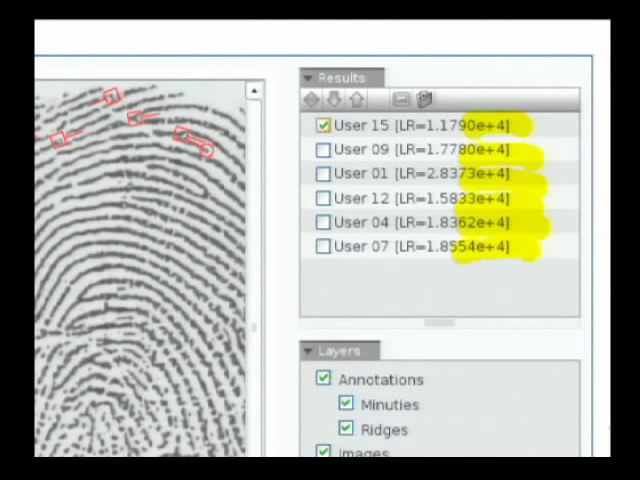 Results
User 15 [LR=1.1790e+4]
User 09 [LR=1.7780e+4]
User 01 [LR=2.8373e+4]
User 12 [LR=1.5833e+4]
User 04 [LR=1.8362e+4]
User 07 [LR=1.8554e+4]
Layers
Annotations
Minuties
Ridges
Images